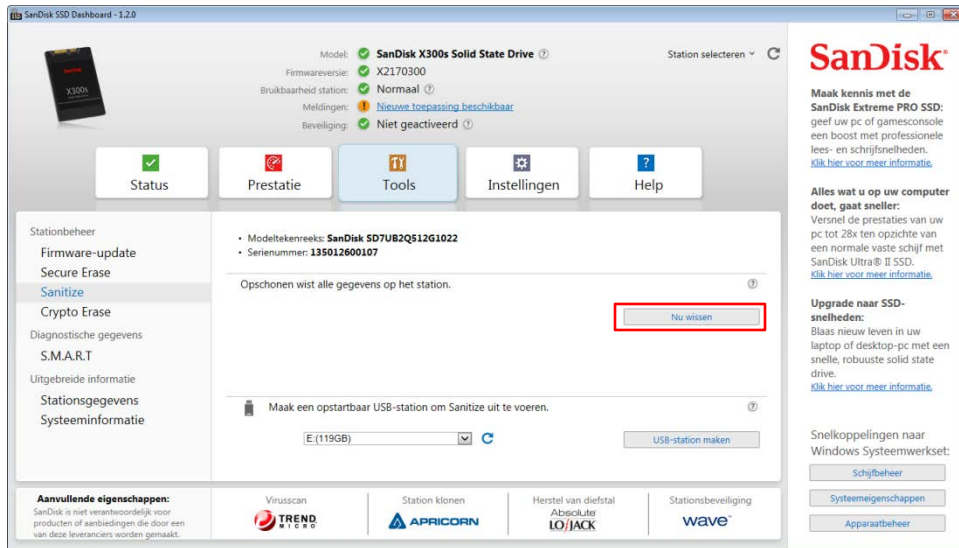 SanDisk SSD Dashboard - 1.2.0
SanDisk
X300s
Model: SanDisk X300s Solid State Drive ?
Firmwareversie: X2170300
Bruikbaarheid station: Normaal ?
Meldingen: Nieuwe toepassing beschikbaar
Beveiliging: Niet geactiveerd ?
Station selecteren
Status
Prestatie
Tools
Instellingen
?
Help
Stationbeheer
Firmware-update
Secure Erase
Sanitize
Crypto Erase
Diagnostische gegevens
S.M.A.R.T
Uitgebreide informatie
Stationsgegevens
Systeeminformatie
• Modeltekenreeks: SanDisk SD7UB2Q512G1022
• Serienummer: 135012600107
Opschonen wist alle gegevens op het station. ?
Nu wissen
Maak een opstartbaar USB-station om Sanitize uit te voeren. ?
E:(119GB)
USB-station maken
SanDisk®
Maak kennis met de
SanDisk Extreme PRO SSD:
geef uw pc of gamesconsole
een boost met professionele
lees- en schrijfsnelheden.
Klik hier voor meer informatie.
Alles wat u op uw computer
doet, gaat sneller:
Versnel de prestaties van uw
pc tot 28x ten opzichte van
een normale vaste schijf met
SanDisk Ultra® II SSD.
Klik hier voor meer informatie.
Upgrade naar SSD-
snelheden:
Blaas nieuw leven in uw
laptop of desktop-pc met een
snelle, robuuste solid state
drive.
Klik hier voor meer informatie.
Snelkoppelingen naar
Windows Systeemwerkset:
Schijfbeheer
Systeemeigenschappen
Apparaatbeheer
Aanvullende eigenschappen:
SanDisk is niet verantwoordelijk voor
producten of aanbiedingen die door een
van deze leveranciers worden gemaakt.
Virusscan
TREND
MICRO
Station klonen
APRICORN
Herstel van diefstal
Absolute
LO/JACK
Stationsbeveiliging
wave